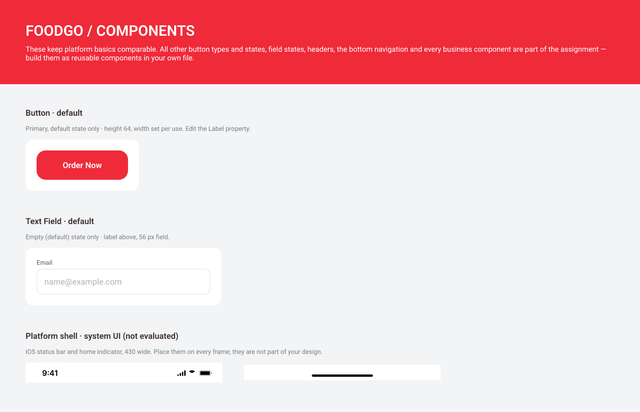 FOODGO / COMPONENTS
These keep platform basics comparable. All other button types and states, field states, headers, the bottom navigation and every business component are part of the assignment —
build them as reusable components in your own file.
Button · default
Primary, default state only · height 64, width set per use. Edit the Label property.
Order Now
Text Field · default
Empty (default) state only · label above, 56 px field.
Email
name@example.com
Platform shell · system UI (not evaluated)
iOS status bar and home indicator, 430 wide. Place them on every frame; they are not part of your design.
9:41